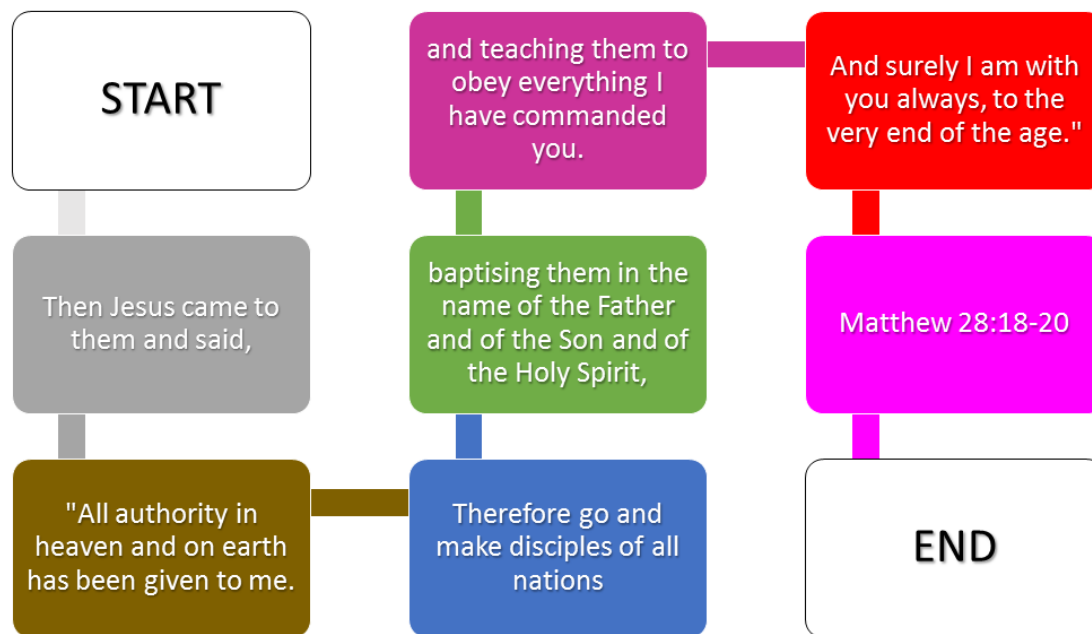 START
Then Jesus came to
them and said,
"All authority in
heaven and on earth
has been given to me.
Therefore go and
make disciples of all
nations
baptising them in the
name of the Father
and of the Son and of
the Holy Spirit,
and teaching them to
obey everything I
have commanded
you.
And surely I am with
you always, to the
very end of the age."
Matthew 28:18-20
END